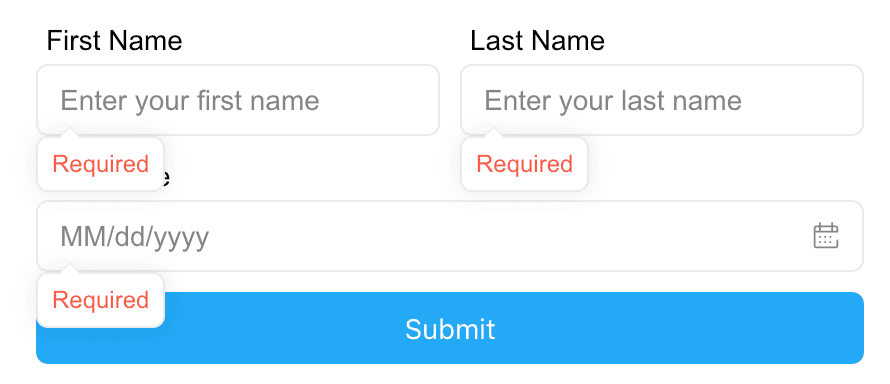 First Name
Last Name
Enter your first name
Enter your last name
Required
Required
MM/dd/yyyy
Required
Submit